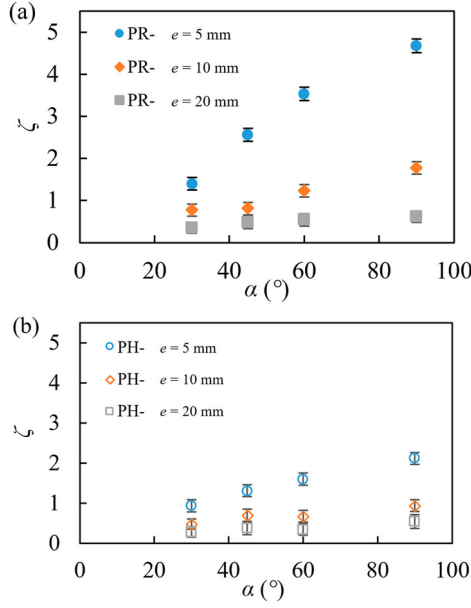 (a)
5
4
3
2
1
0
ζ
PR- e = 5 mm
PR- e = 10 mm
PR- e = 20 mm
0 20 40 60 80 100
α (°)
(b)
5
4
3
2
1
0
ζ
PH- e = 5 mm
PH- e = 10 mm
PH- e = 20 mm
0 20 40 60 80 100
α (°)